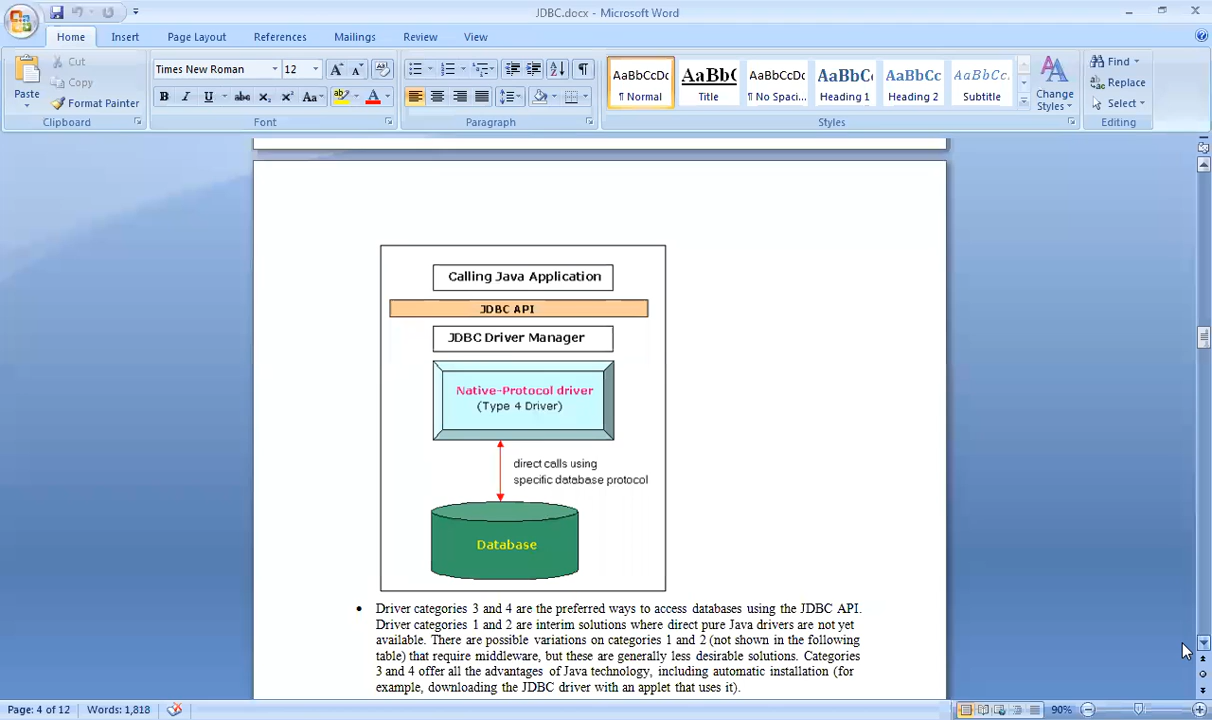 JDBC.docx - Microsoft Word
Home Insert Page Layout References Mailings Review View
Paste
Cut
Copy
Format Painter
Clipboard
Times New Roman 12
B I U abc X₂ X² Aa
Font
Paragraph
AaBbCcDc AaBbC AaBbCcDc AaBbCc AaBbCc AaBbCc.
¶ Normal Title ¶ No Spaci... Heading 1 Heading 2 Subtitle
Change Styles
Styles
Find
Replace
Select
Editing
Calling Java Application
JDBC API
JDBC Driver Manager
Native-Protocol driver
(Type 4 Driver)
direct calls using
specific database protocol
Database
• Driver categories 3 and 4 are the preferred ways to access databases using the JDBC API.
Driver categories 1 and 2 are interim solutions where direct pure Java drivers are not yet
available. There are possible variations on categories 1 and 2 (not shown in the following
table) that require middleware, but these are generally less desirable solutions. Categories
3 and 4 offer all the advantages of Java technology, including automatic installation (for
example, downloading the JDBC driver with an applet that uses it).
Page: 4 of 12 Words: 1,818 90%